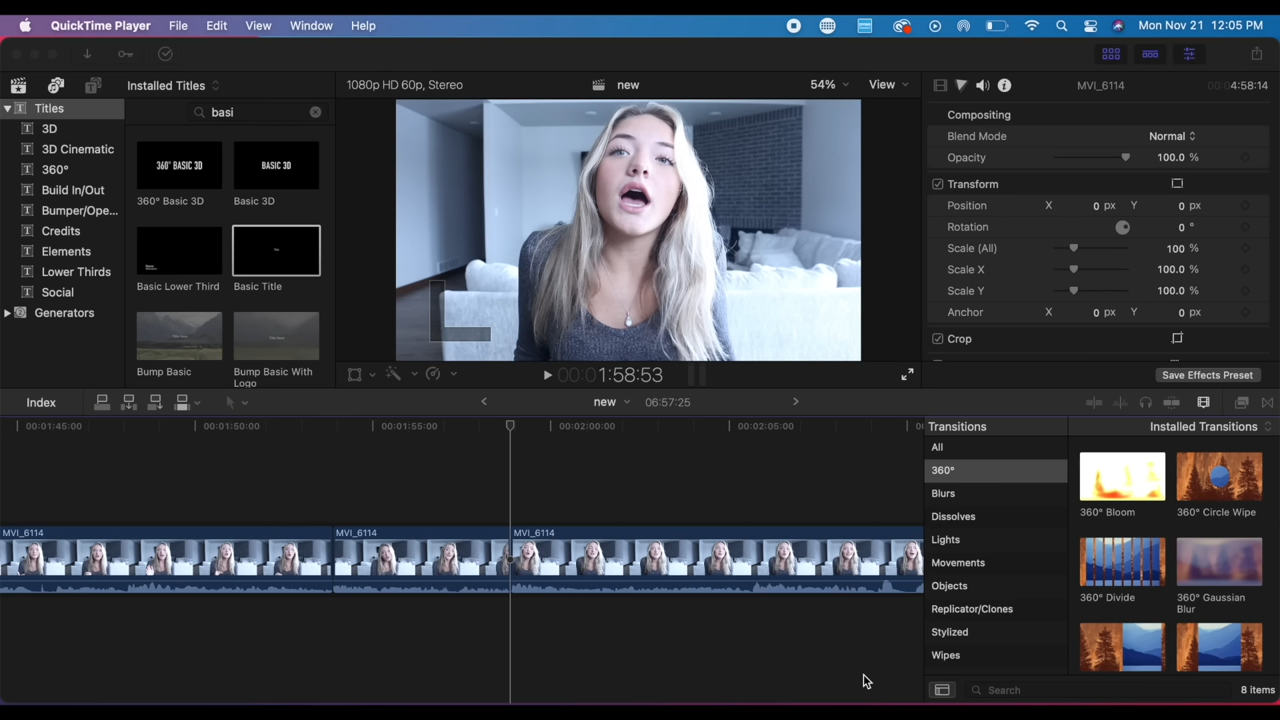 QuickTime Player File Edit View Window Help Mon Nov 21 12:05 PM
Installed Titles
1080p HD 60p, Stereo
new
54%
View
MVI_6114
00:04:58:14
Titles
3D
3D Cinematic
360°
Build In/Out
Bumper/Ope...
Credits
Elements
Lower Thirds
Social
Generators
basi
360° BASIC 3D
BASIC 3D
360° Basic 3D
Basic 3D
Title
Basic Lower Third
Basic Title
Bump Basic
Bump Basic With
Logo
Compositing
Blend Mode Normal
Opacity 100.0 %
Transform
Position X 0 px Y 0 px
Rotation 0 °
Scale (All) 100 %
Scale X 100.0 %
Scale Y 100.0 %
Anchor X 0 px Y 0 px
Crop
Save Effects Preset
00:01:58:53
Index
new
06:57:25
00:01:45:00
00:01:50:00
00:01:55:00
00:02:00:00
00:02:05:00
MVI_6114
MVI_6114
MVI_6114
Transitions
Installed Transitions
All
360°
Blurs
Dissolves
Lights
Movements
Objects
Replicator/Clones
Stylized
Wipes
360° Bloom
360° Circle Wipe
360° Divide
360° Gaussian
Blur
Search
8 items